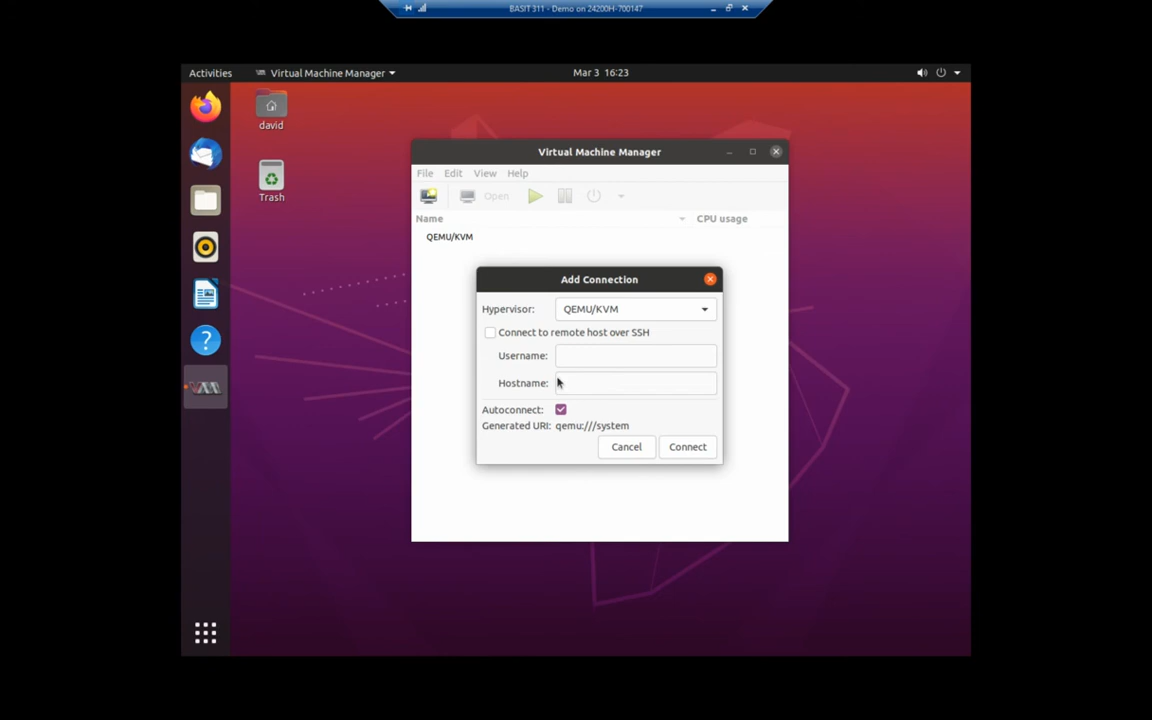 BASIT 311 - Demo on 24200H-700147
Activities
Virtual Machine Manager
Mar 3 16:23
david
Trash
Virtual Machine Manager
File Edit View Help
Open
Name
CPU usage
QEMU/KVM
Add Connection
Hypervisor: QEMU/KVM
Connect to remote host over SSH
Username:
Hostname:
Autoconnect:
Generated URI: qemu:///system
Cancel Connect